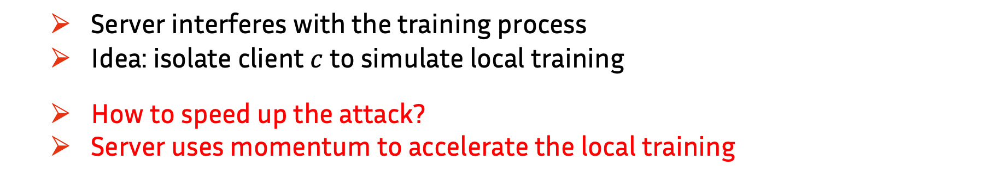 Server interferes with the training process
Idea: isolate client c to simulate local training
How to speed up the attack?
Server uses momentum to accelerate the local training